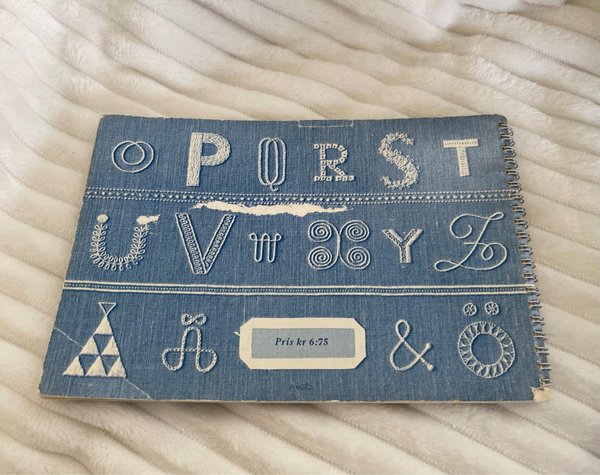 O P Q R S T
U V W X Y Z
Å Ä Pris kr 6:75 & Ö